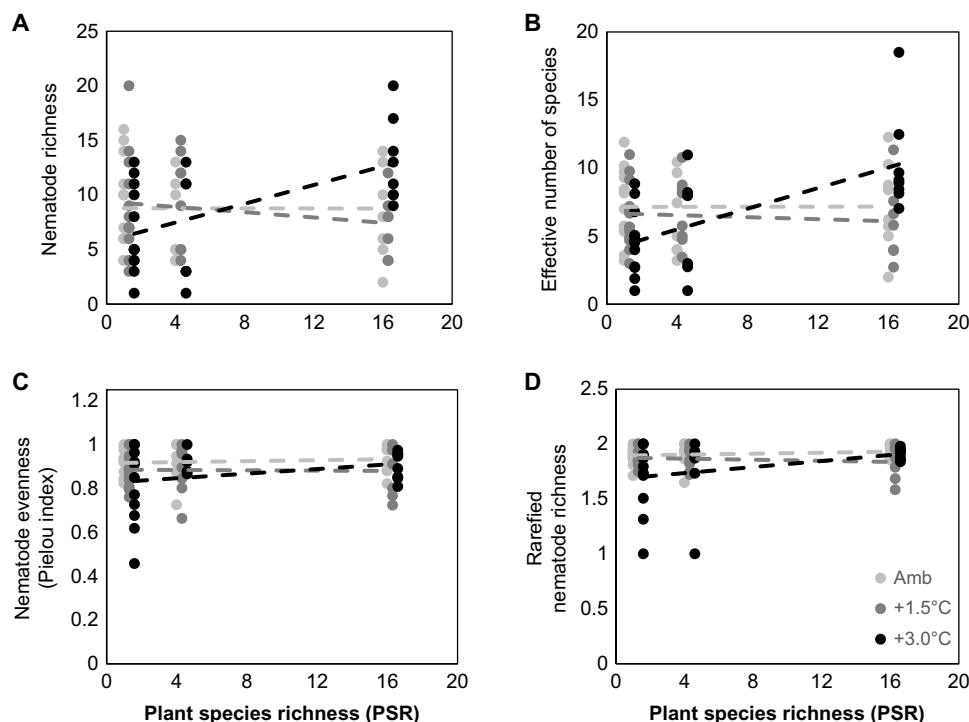 A
Nematode richness
25
20
15
10
5
0
0 4 8 12 16 20
B
Effective number of species
20
15
10
5
0
0 4 8 12 16 20
C
Nematode evenness
(Pielou index)
1.2
1
0.8
0.6
0.4
0.2
0
0 4 8 12 16 20
Plant species richness (PSR)
D
Rarefied
nematode richness
2.5
2
1.5
1
0.5
0
Amb
+1.5°C
+3.0°C
0 4 8 12 16 20
Plant species richness (PSR)